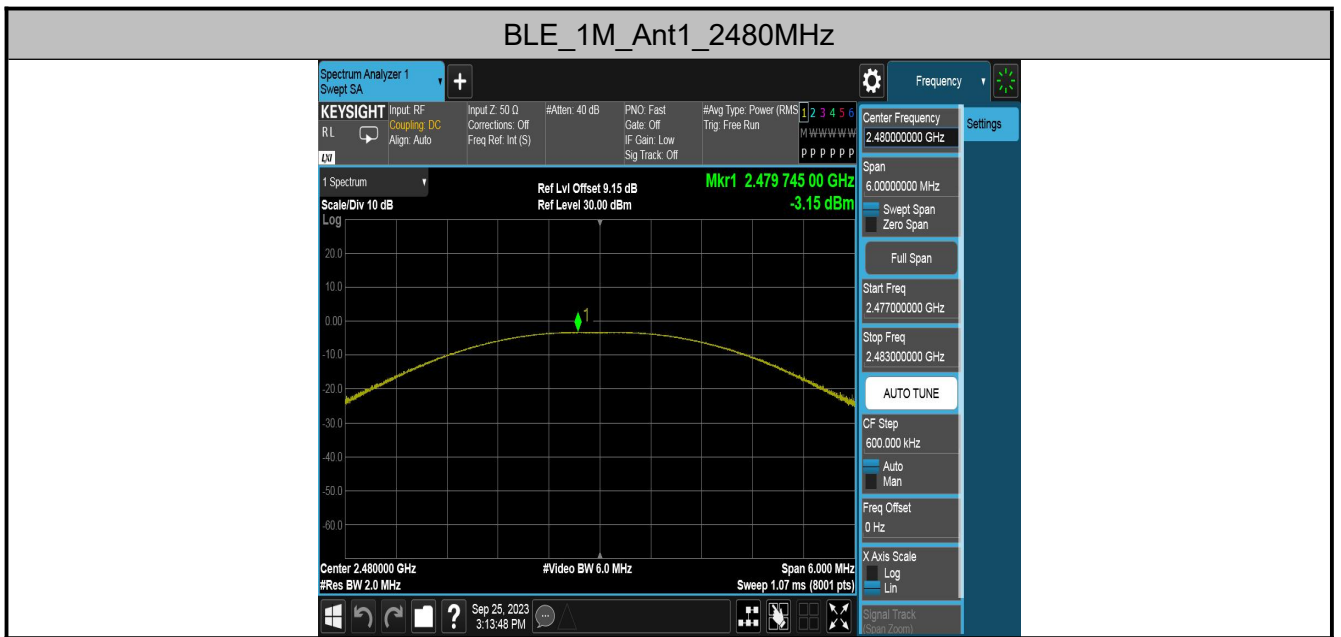 BLE_1M_Ant1_2480MHz
Spectrum Analyzer 1
Swept SA
+
Frequency
KEYSIGHT
RL
LXI
Input: RF
Coupling: DC
Align: Auto
Input Z: 50 Ω
Corrections: Off
Freq Ref: Int (S)
#Atten: 40 dB
PNO: Fast
Gate: Off
IF Gain: Low
Sig Track: Off
#Avg Type: Power (RMS
Trig: Free Run
1 2 3 4 5 6
M W W W W W
P P P P P P
1 Spectrum
Scale/Div 10 dB
Log
Ref Lvl Offset 9.15 dB
Ref Level 30.00 dBm
Mkr1 2.479 745 00 GHz
-3.15 dBm
20.0
10.0
0.00
-10.0
-20.0
-30.0
-40.0
-50.0
-60.0
1
Center 2.480000 GHz
#Res BW 2.0 MHz
#Video BW 6.0 MHz
Span 6.000 MHz
Sweep 1.07 ms (8001 pts)
Center Frequency
2.480000000 GHz
Settings
Span
6.00000000 MHz
Swept Span
Zero Span
Full Span
Start Freq
2.477000000 GHz
Stop Freq
2.483000000 GHz
AUTO TUNE
CF Step
600.000 kHz
Auto
Man
Freq Offset
0 Hz
X Axis Scale
Log
Lin
Signal Track
(Span Zoom)
?
Sep 25, 2023
3:13:48 PM